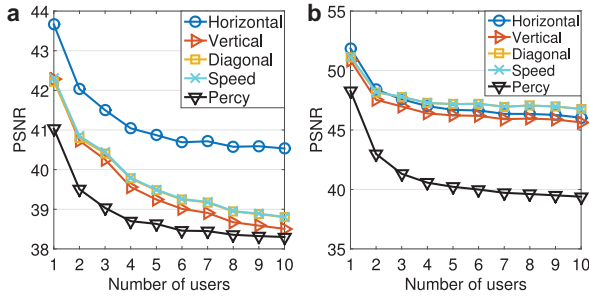 a
44
43
42
41
40
39
38
PSNR
1 2 3 4 5 6 7 8 9 10
Number of users
Horizontal
Vertical
Diagonal
Speed
Percy
b
55
50
45
40
35
PSNR
1 2 3 4 5 6 7 8 9 10
Number of users
Horizontal
Vertical
Diagonal
Speed
Percy